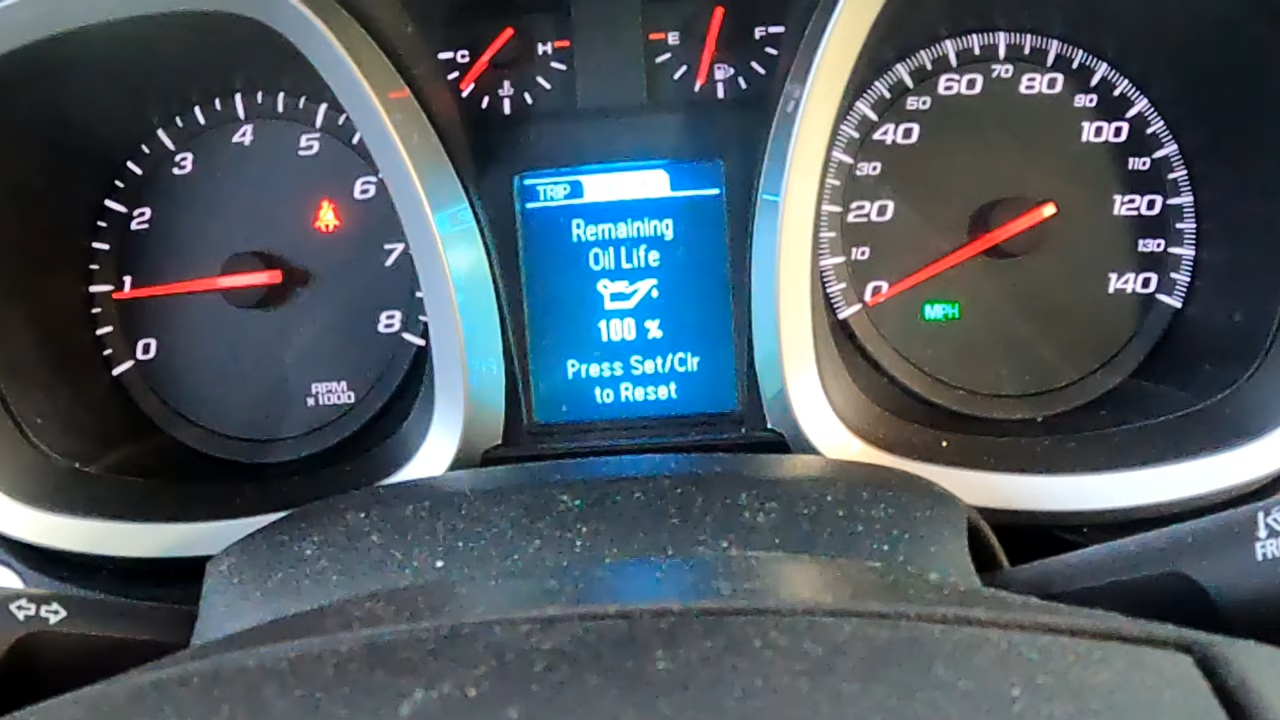 C H
E F
0 1 2 3 4 5 6 7 8
RPM
x1000
TRIP
Remaining
Oil Life
100 %
Press Set/Clr
to Reset
0 10 20 30 40 50 60 70 80 90 100 110 120 130 140
MPH